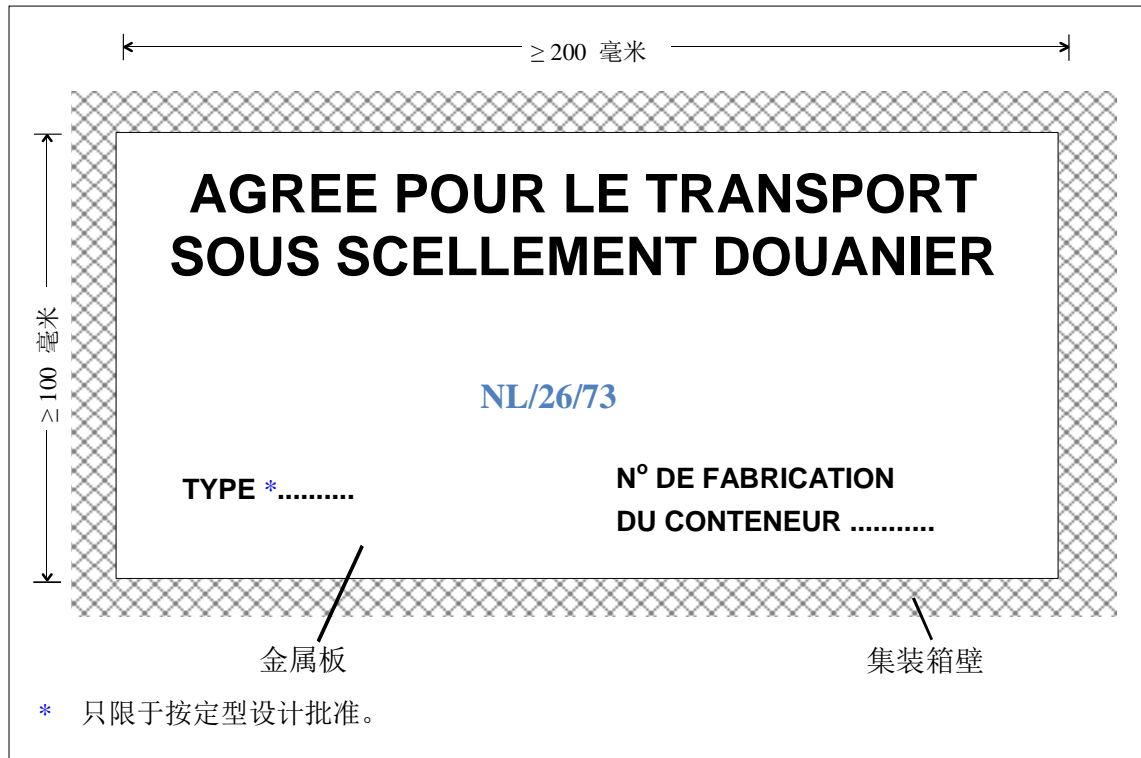 ≥ 200 毫米
AGREE POUR LE TRANSPORT
SOUS SCELLEMENT DOUANIER
≥ 100 毫米
NL/26/73
TYPE *..........
Nº DE FABRICATION
DU CONTENEUR ...........
金属板
集装箱壁
* 只限于按定型设计批准。